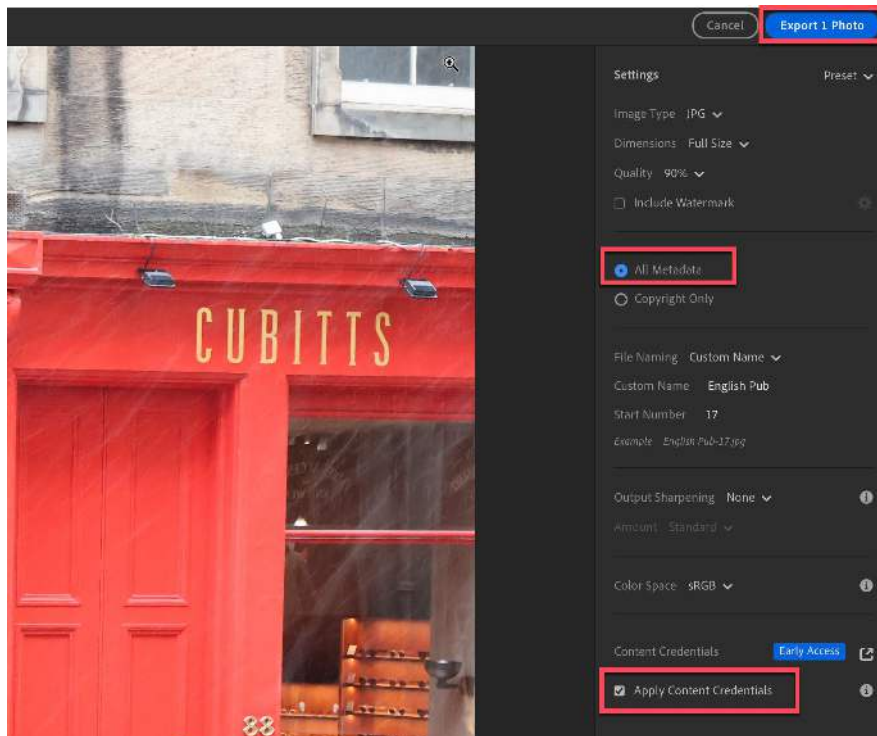 Cancel Export 1 Photo
Settings Preset
Image Type JPG
Dimensions Full Size
Quality 90%
Include Watermark
All Metadata
Copyright Only
File Naming Custom Name
Custom Name English Pub
Start Number 17
Example English Pub-17.jpg
Output Sharpening None
Amount Standard
Color Space sRGB
Content Credentials Early Access
Apply Content Credentials
CUBITTS
88